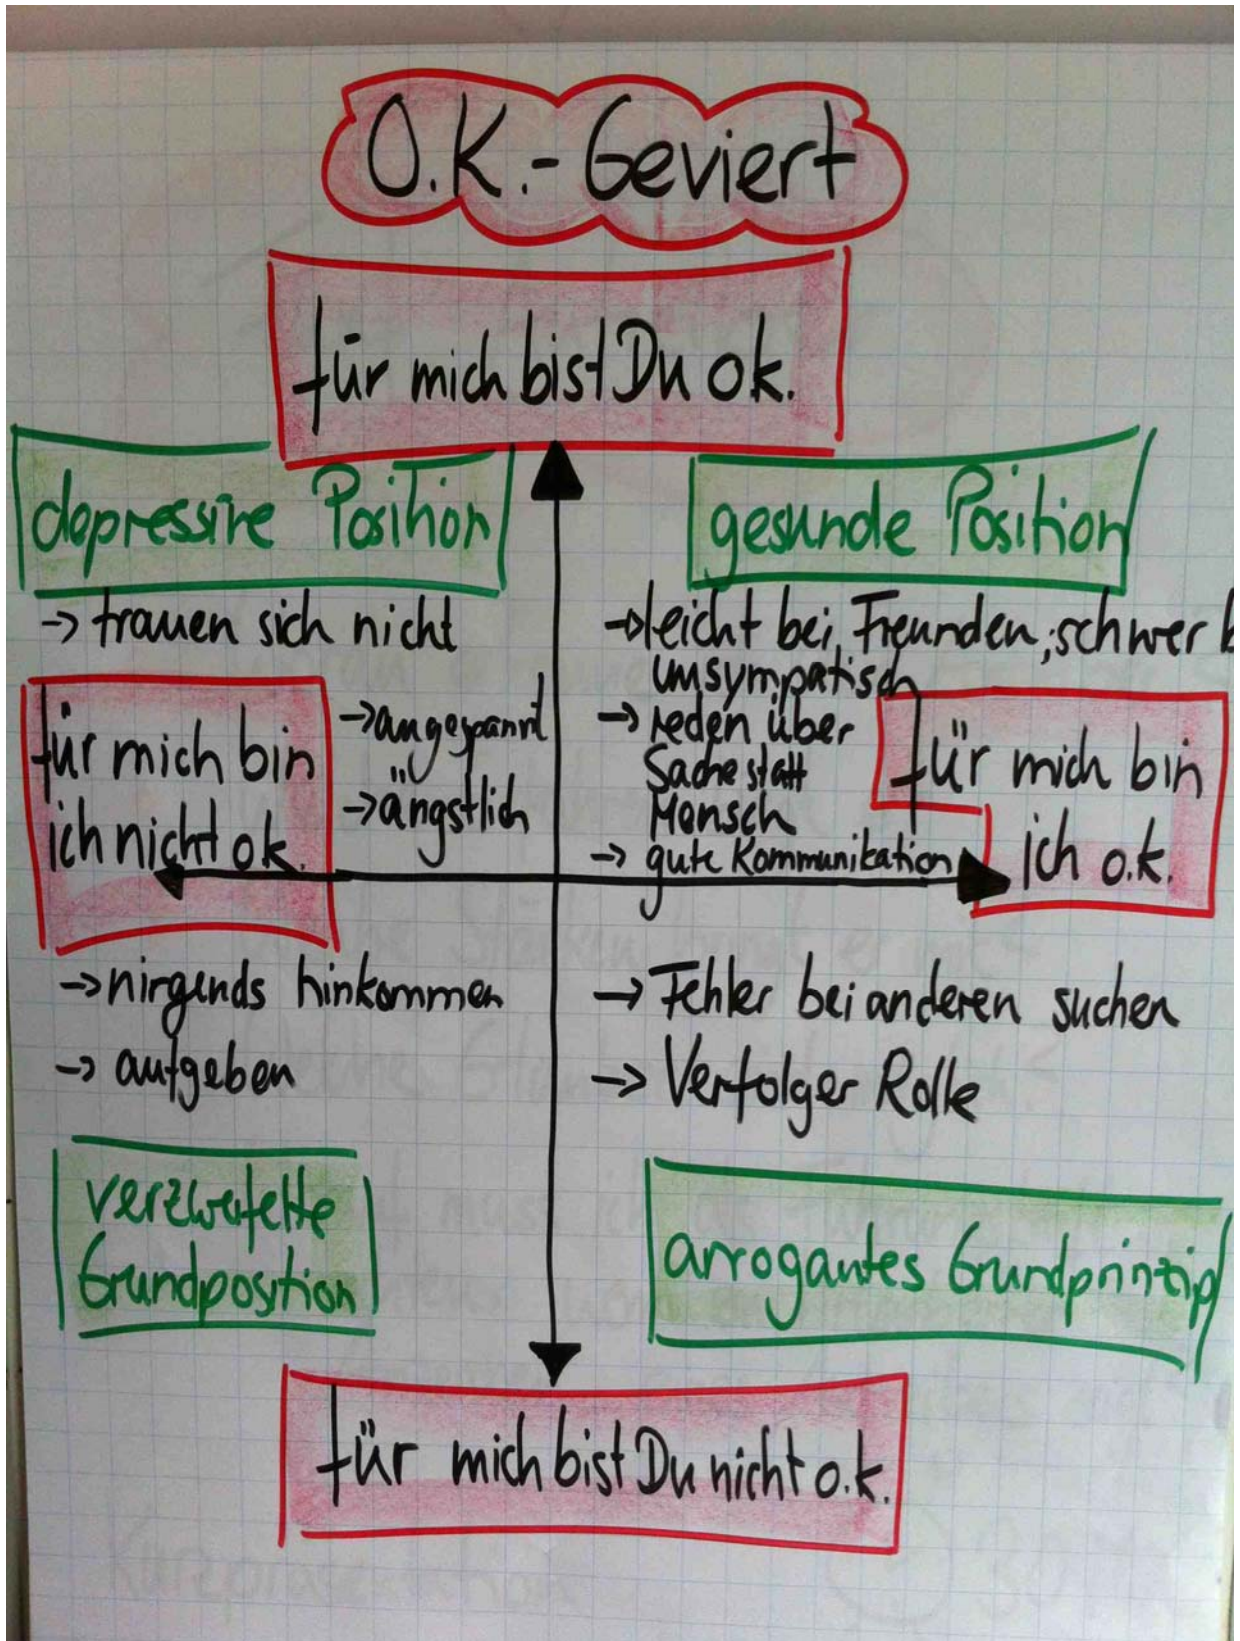 O.K.- Geviert
für mich bist Du ok.
depressive Position
→ trauen sich nicht
→ angespannt
→ ängstlich
für mich bin
ich nicht ok.
gesunde Position
→ leicht bei Freunden; schwer b
unsympatisch
→ reden über
Sache statt
Mensch
→ gute Kommunikation
für mich bin
ich o.k.
→ nirgends hinkommen
→ aufgeben
verzweifelte
Grundposition
→ Fehler bei anderen suchen
→ Verfolger Rolle
arrogantes Grundprinzip
für mich bist Du nicht o.k.